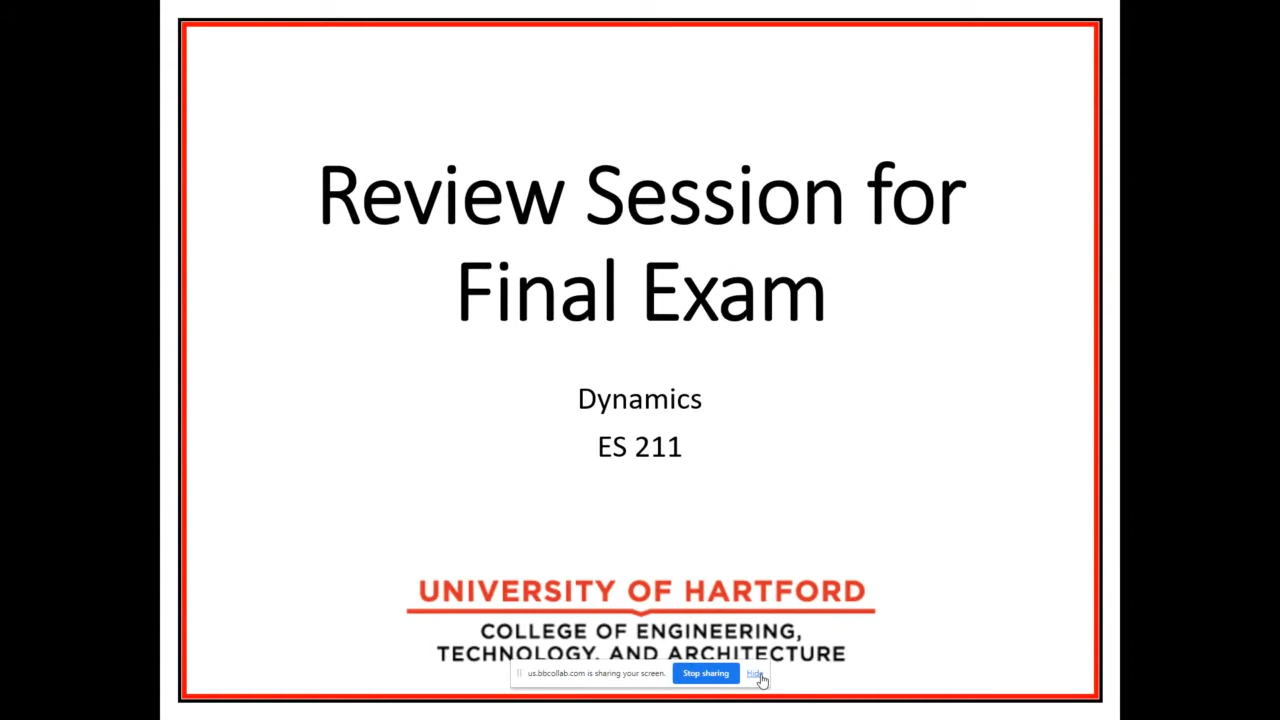 Review Session for
Final Exam
Dynamics
ES 211
UNIVERSITY OF HARTFORD
COLLEGE OF ENGINEERING,
TECHNOLOGY, AND ARCHITECTURE
us.bbcollab.com is sharing your screen. Stop sharing Hide